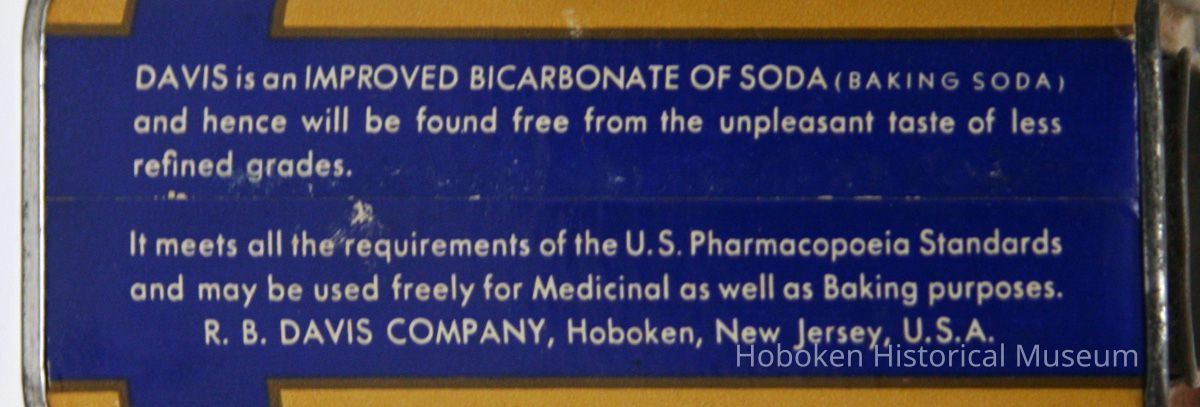 DAVIS is an IMPROVED BICARBONATE OF SODA (BAKING SODA)
and hence will be found free from the unpleasant taste of less
refined grades.
It meets all the requirements of the U.S. Pharmacopoeia Standards
and may be used freely for Medicinal as well as Baking purposes.
R. B. DAVIS COMPANY, Hoboken, New Jersey, U.S.A.
Hoboken Historical Museum